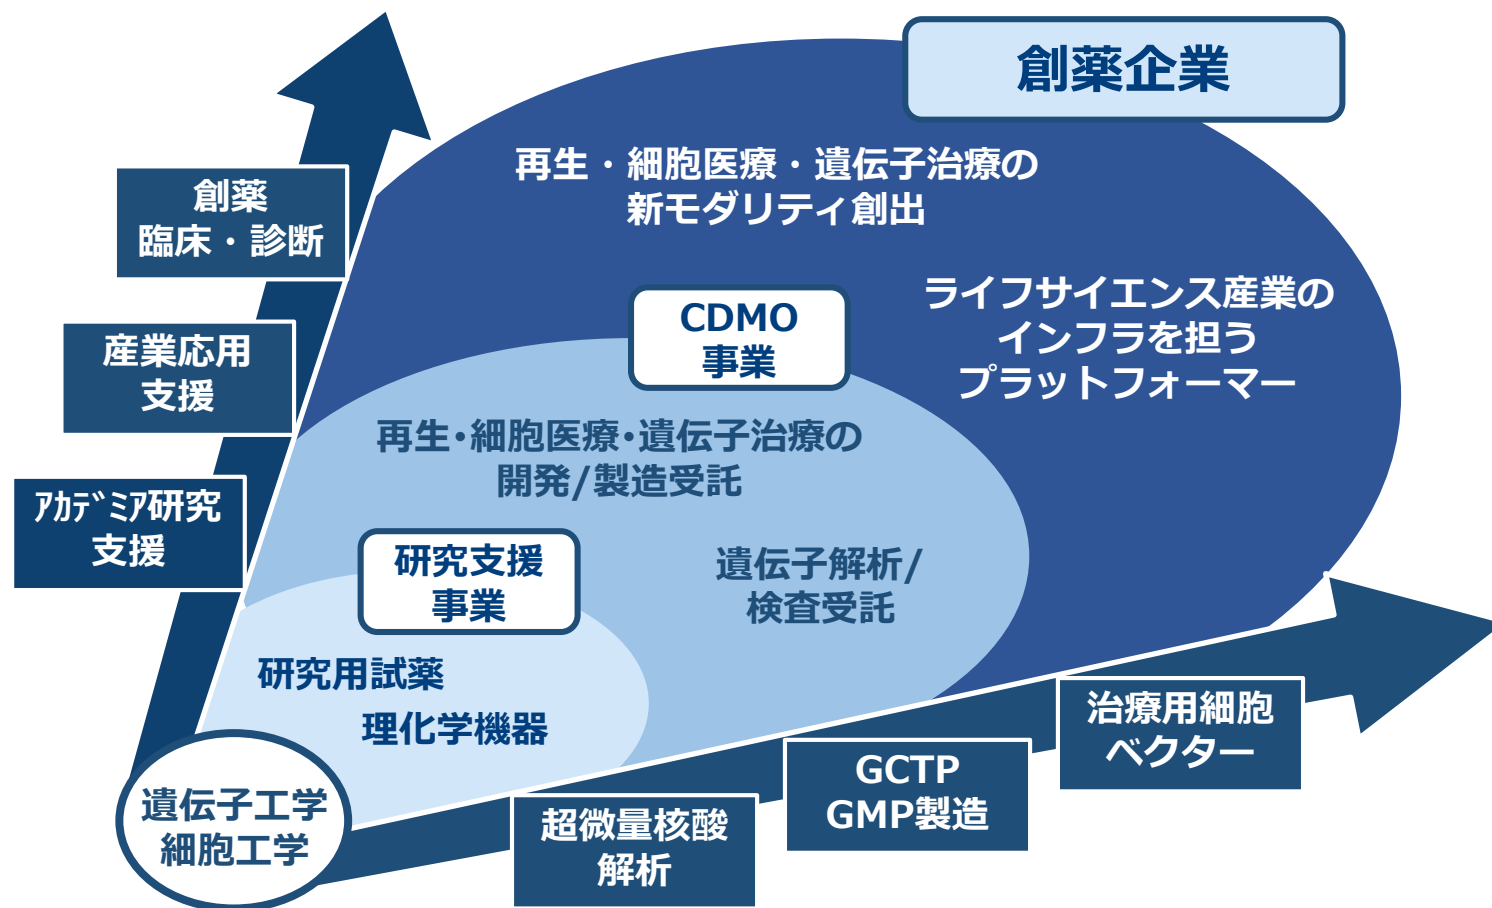 創薬企業
再生・細胞医療・遺伝子治療の
新モダリティ創出
ライフサイエンス産業の
インフラを担う
プラットフォーマー
CDMO
事業
再生・細胞医療・遺伝子治療の
開発/製造受託
遺伝子解析/
検査受託
研究支援
事業
研究用試薬
理化学機器
創薬
臨床・診断
産業応用
支援
ｱｶﾃﾞﾐｱ研究
支援
遺伝子工学
細胞工学
超微量核酸
解析
GCTP
GMP製造
治療用細胞
ベクター